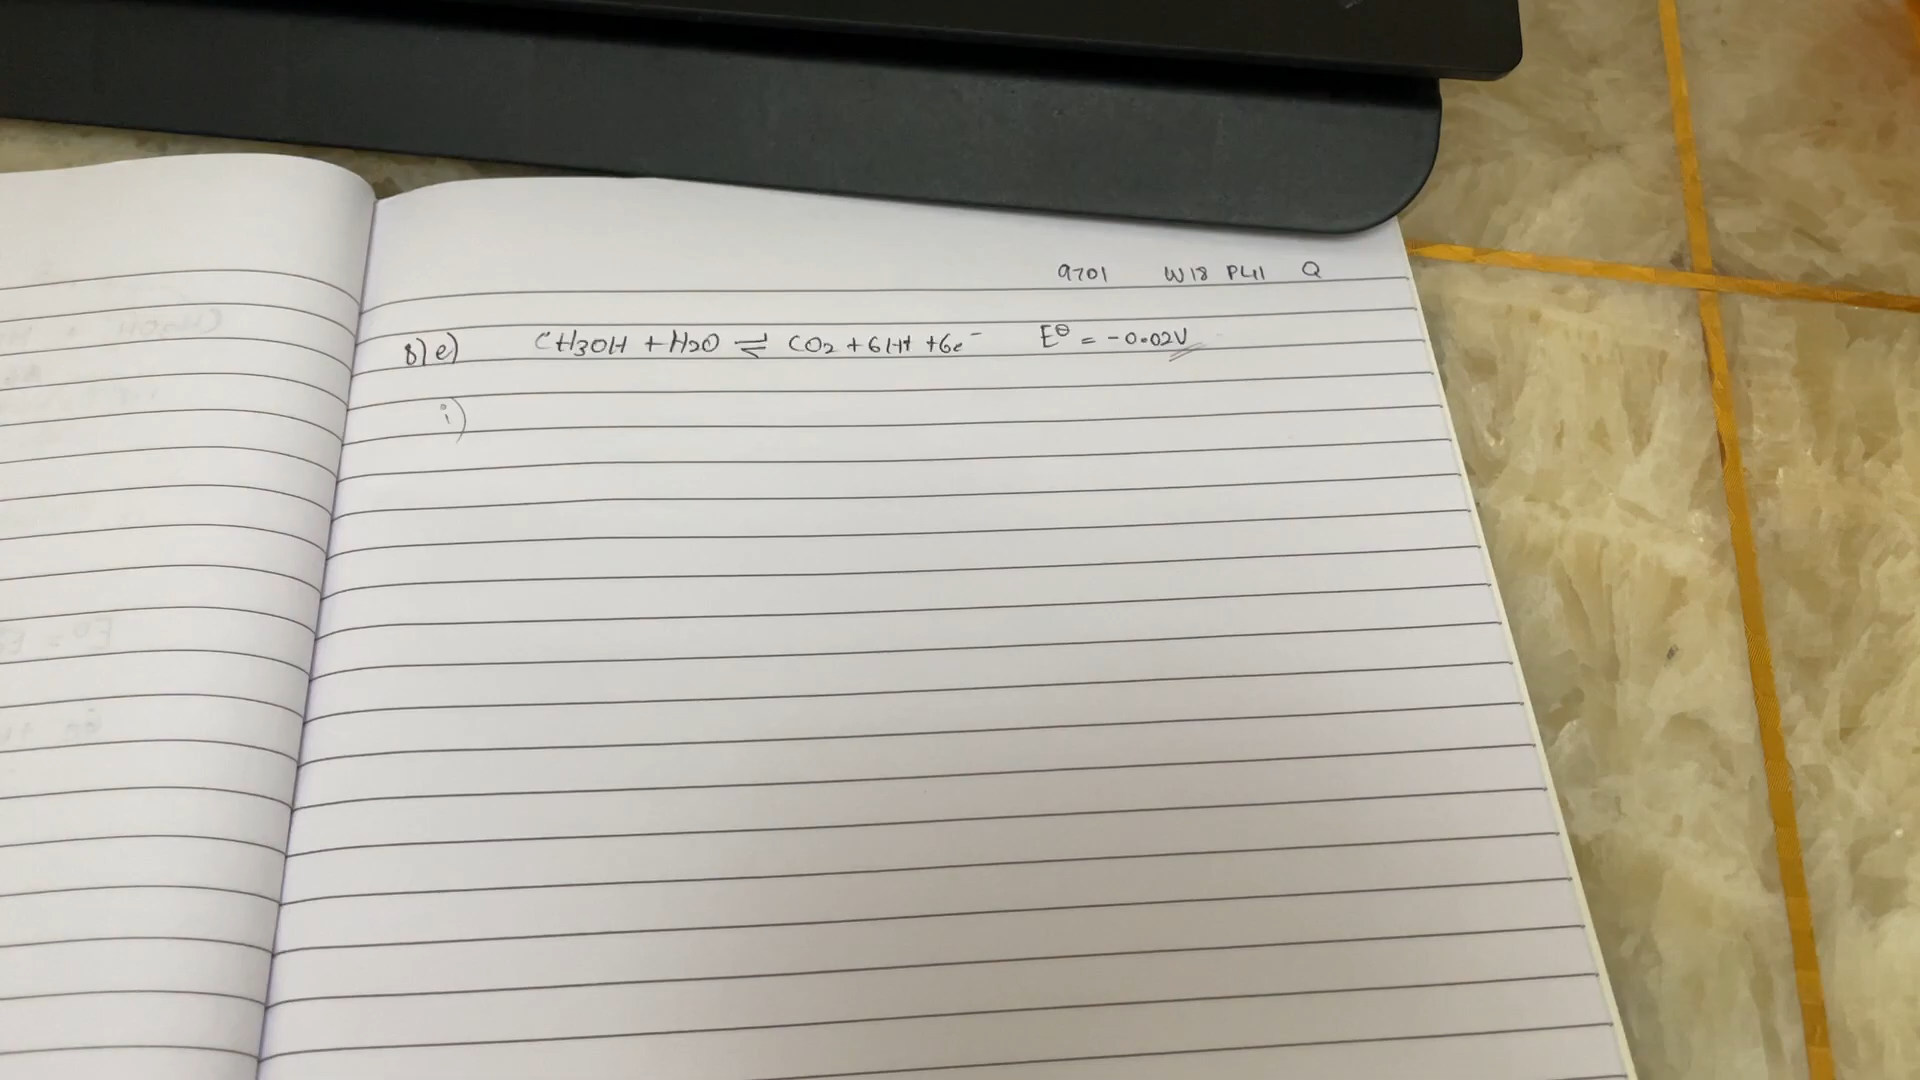 9701 W18 P41 Q
8)e) CH3OH + H2O ⇌ CO2 + 6H+ + 6e⁻ E⊖ = -0.02V
i)